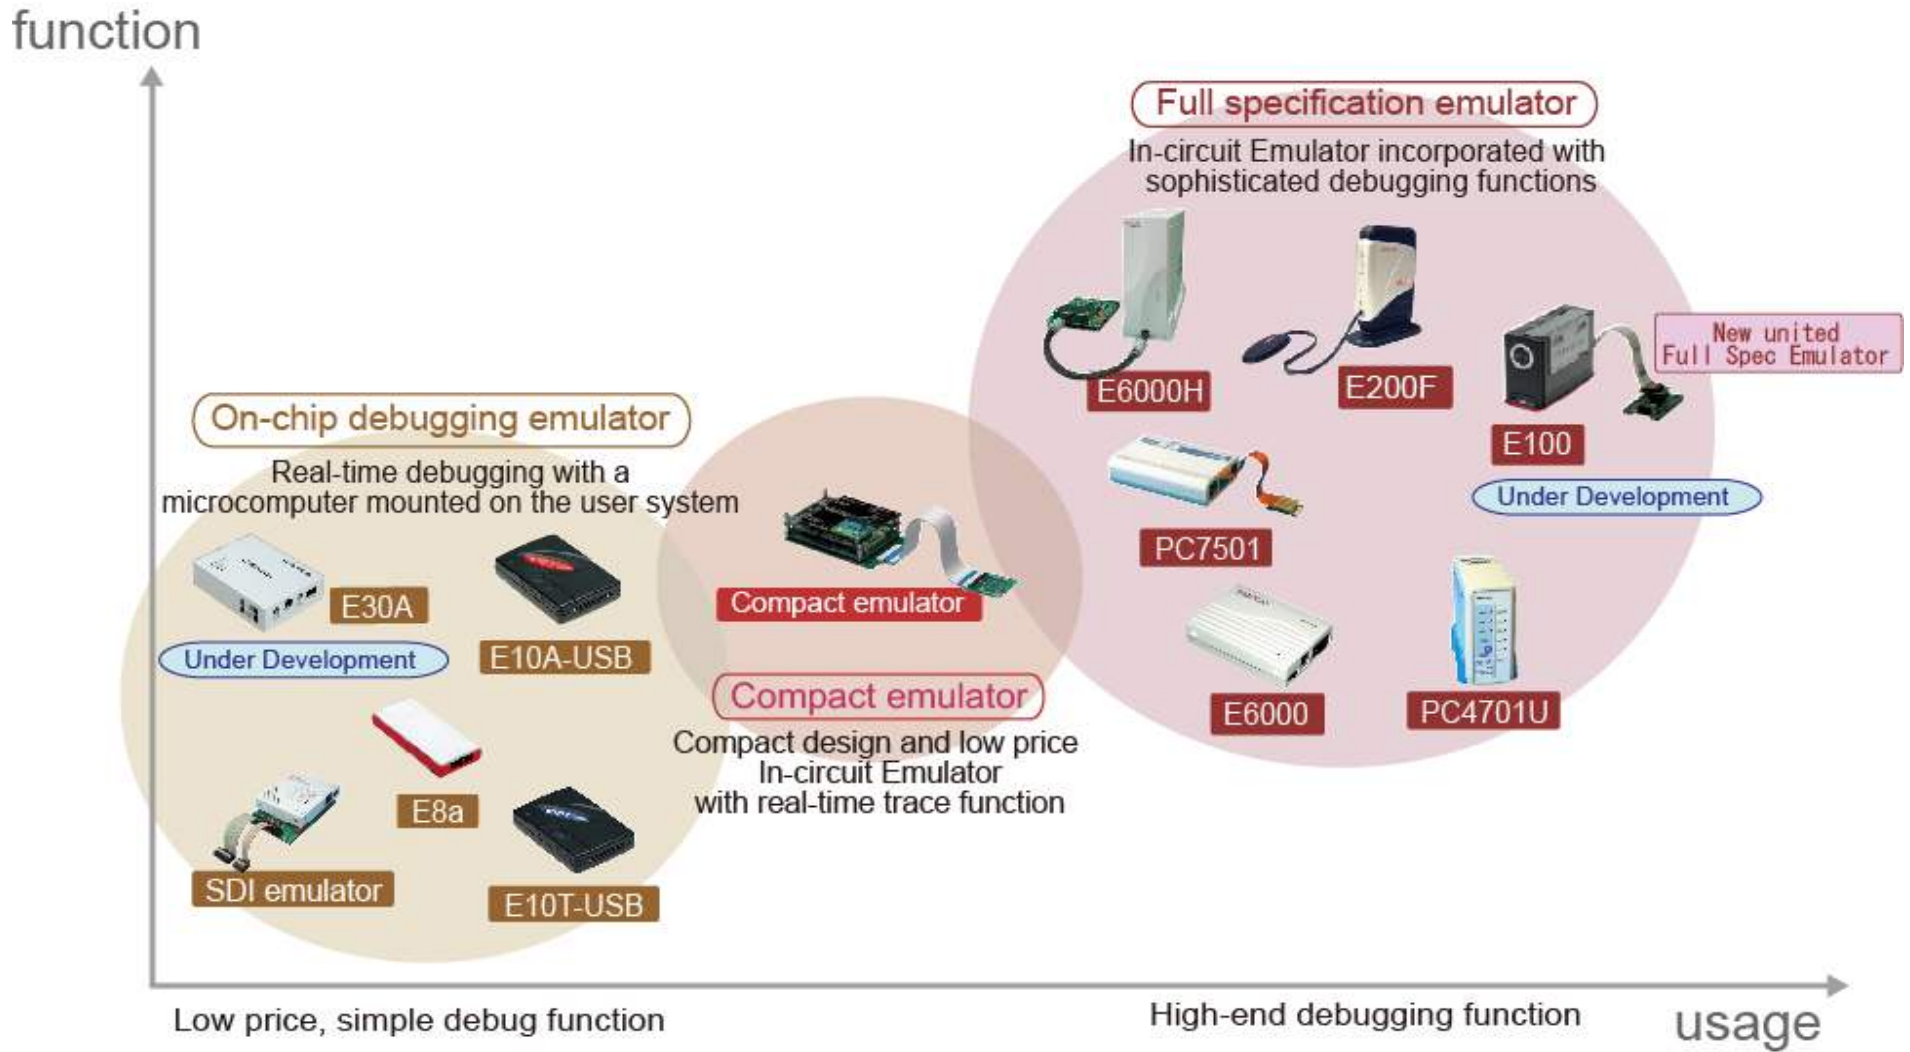 function
Full specification emulator
In-circuit Emulator incorporated with
sophisticated debugging functions
New united
Full Spec Emulator
E6000H
E200F
E100
Under Development
PC7501
E6000
PC4701U
On-chip debugging emulator
Real-time debugging with a
microcomputer mounted on the user system
E30A
Under Development
E10A-USB
E8a
SDI emulator
E10T-USB
Compact emulator
Compact emulator
Compact design and low price
In-circuit Emulator
with real-time trace function
Low price, simple debug function
High-end debugging function
usage